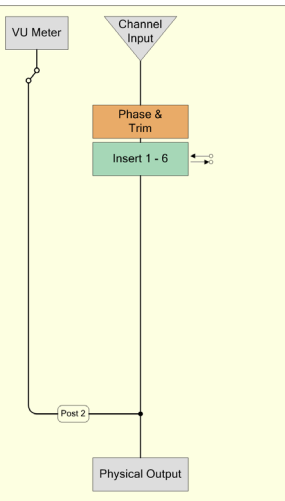 VU Meter
Channel
Input
Phase &
Trim
Insert 1 - 6
Post 2
Physical Output